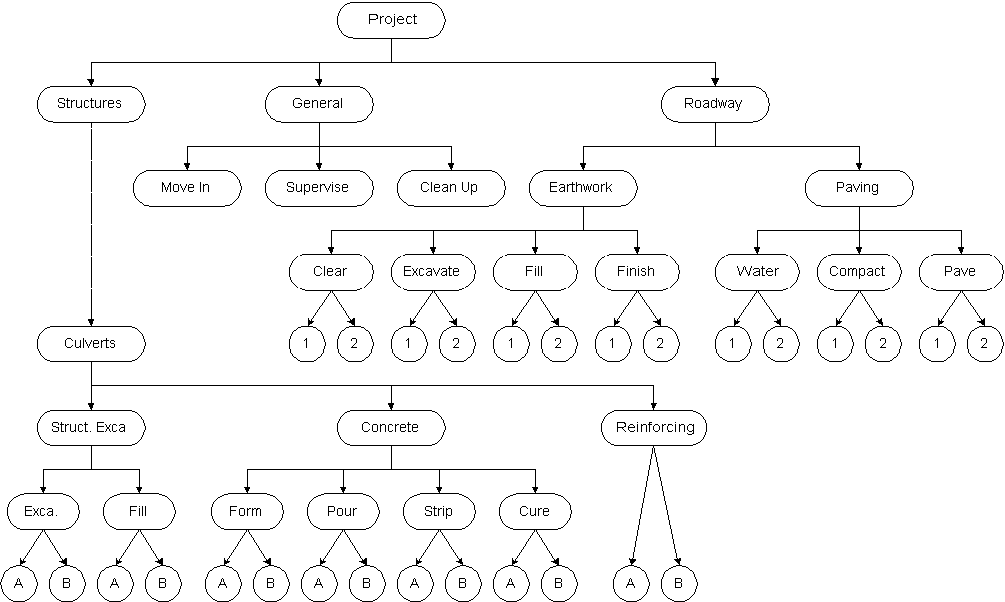 Project
Structures
General
Roadway
Move In
Supervise
Clean Up
Earthwork
Paving
Clear
Excavate
Fill
Finish
Water
Compact
Pave
Culverts
1
2
1
2
1
2
1
2
1
2
1
2
1
2
Struct. Exca
Concrete
Reinforcing
Exca.
Fill
Form
Pour
Strip
Cure
A
B
A
B
A
B
A
B
A
B
A
B
A
B